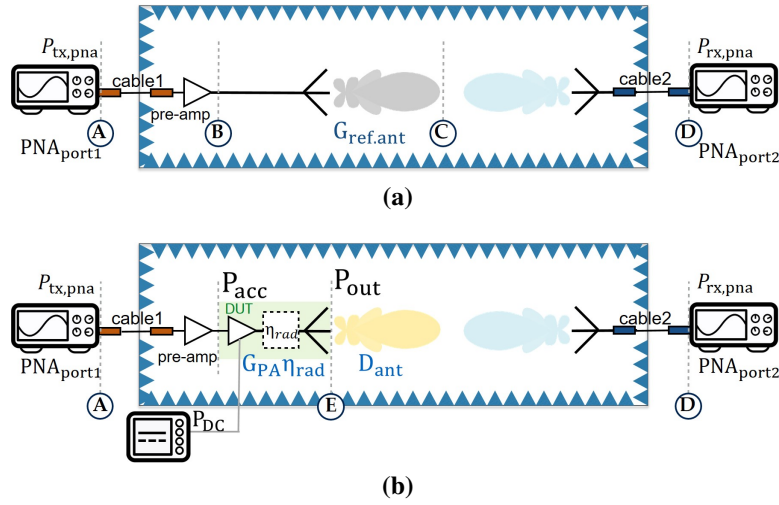 P_tx,pna
P_rx,pna
cable1
cable2
pre-amp
A
B
C
D
G_ref.ant
PNA_port1
PNA_port2
(a)
P_acc
P_out
P_tx,pna
P_rx,pna
DUT
cable1
cable2
η_rad
pre-amp
G_PA η_rad
D_ant
PNA_port1
PNA_port2
A
E
D
P_DC
(b)